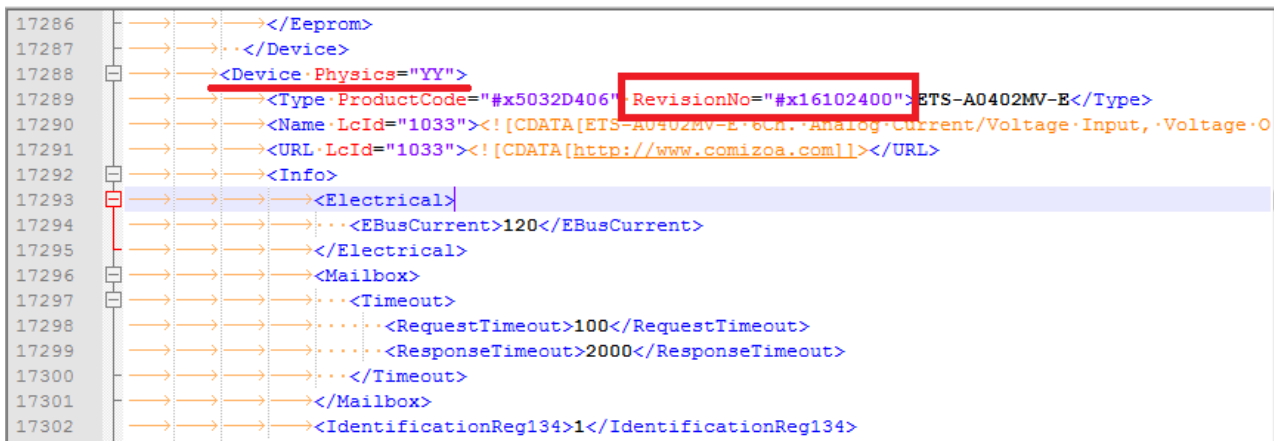 17286 </Eeprom>
17287 </Device>
17288 <Device Physics="YY">
17289 <Type ProductCode="#x5032D406" RevisionNo="#x16102400">ETS-A0402MV-E</Type>
17290 <Name LcId="1033"><![CDATA[ETS-A0402MV-E 6Ch. Analog Current/Voltage Input, Voltage O
17291 <URL LcId="1033"><![CDATA[http://www.comizoa.com]]></URL>
17292 <Info>
17293 <Electrical>
17294 <EBusCurrent>120</EBusCurrent>
17295 </Electrical>
17296 <Mailbox>
17297 <Timeout>
17298 <RequestTimeout>100</RequestTimeout>
17299 <ResponseTimeout>2000</ResponseTimeout>
17300 </Timeout>
17301 </Mailbox>
17302 <IdentificationReg134>1</IdentificationReg134>